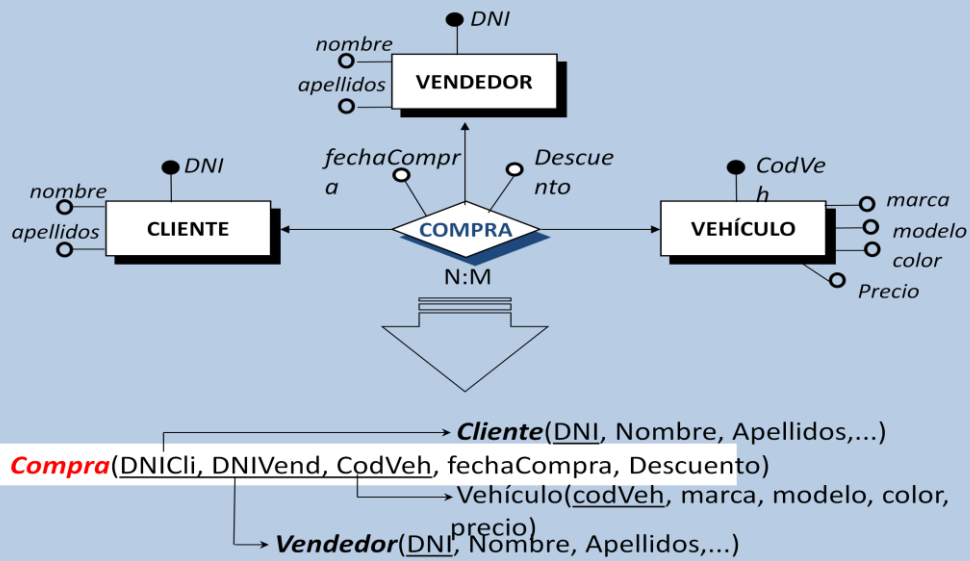 DNI
nombre
apellidos
VENDEDOR
fechaCompr
a
Descue
nto
DNI
nombre
apellidos
CLIENTE
COMPRA
N:M
CodVe
h
VEHÍCULO
marca
modelo
color
Precio
Cliente(DNI, Nombre, Apellidos,...)
Compra(DNICli, DNIVend, CodVeh, fechaCompra, Descuento)
Vehículo(codVeh, marca, modelo, color,
precio)
Vendedor(DNI, Nombre, Apellidos,...)